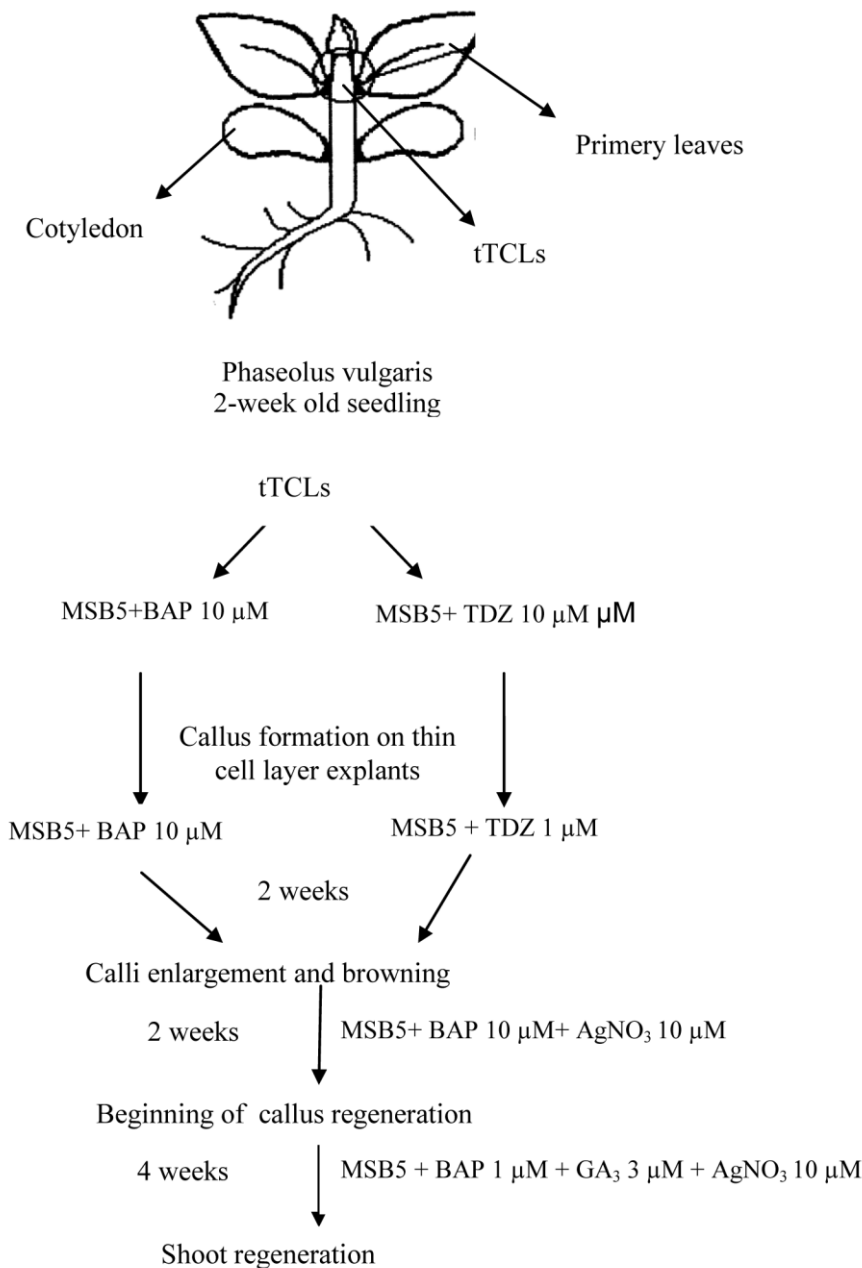 Primery leaves
Cotyledon
tTCLs
Phaseolus vulgaris
2-week old seedling
tTCLs
MSB5+BAP 10 µM
MSB5+ TDZ 10 µM µM
Callus formation on thin
cell layer explants
MSB5+ BAP 10 µM
MSB5 + TDZ 1 µM
2 weeks
Calli enlargement and browning
2 weeks
MSB5+ BAP 10 µM+ AgNO₃ 10 µM
Beginning of callus regeneration
4 weeks
MSB5 + BAP 1 µM + GA₃ 3 µM + AgNO₃ 10 µM
Shoot regeneration